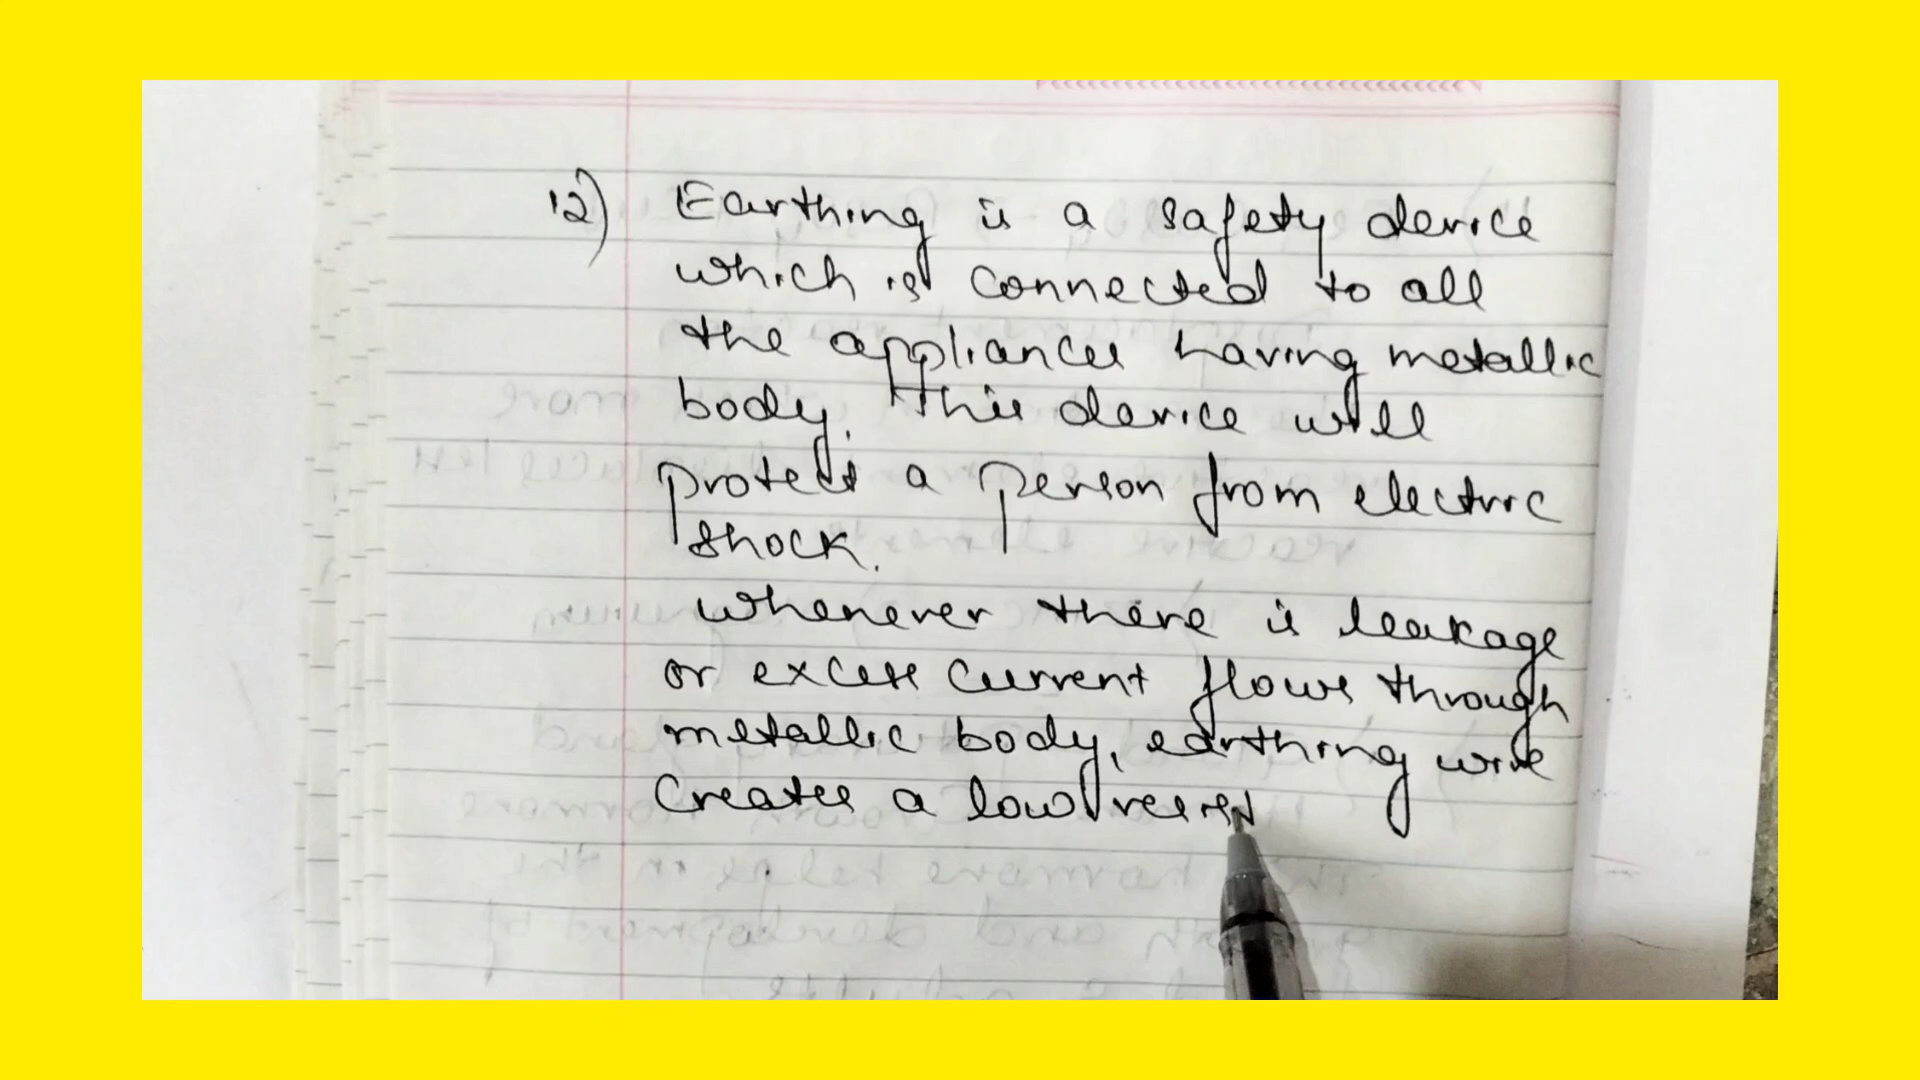 12) Earthing is a safety device
which is connected to all
the appliances having metallic
body. This device will
protect a person from electric
shock.
Whenever there is leakage
or excess current flows through
metallic body, earthing wire
creates a low resist